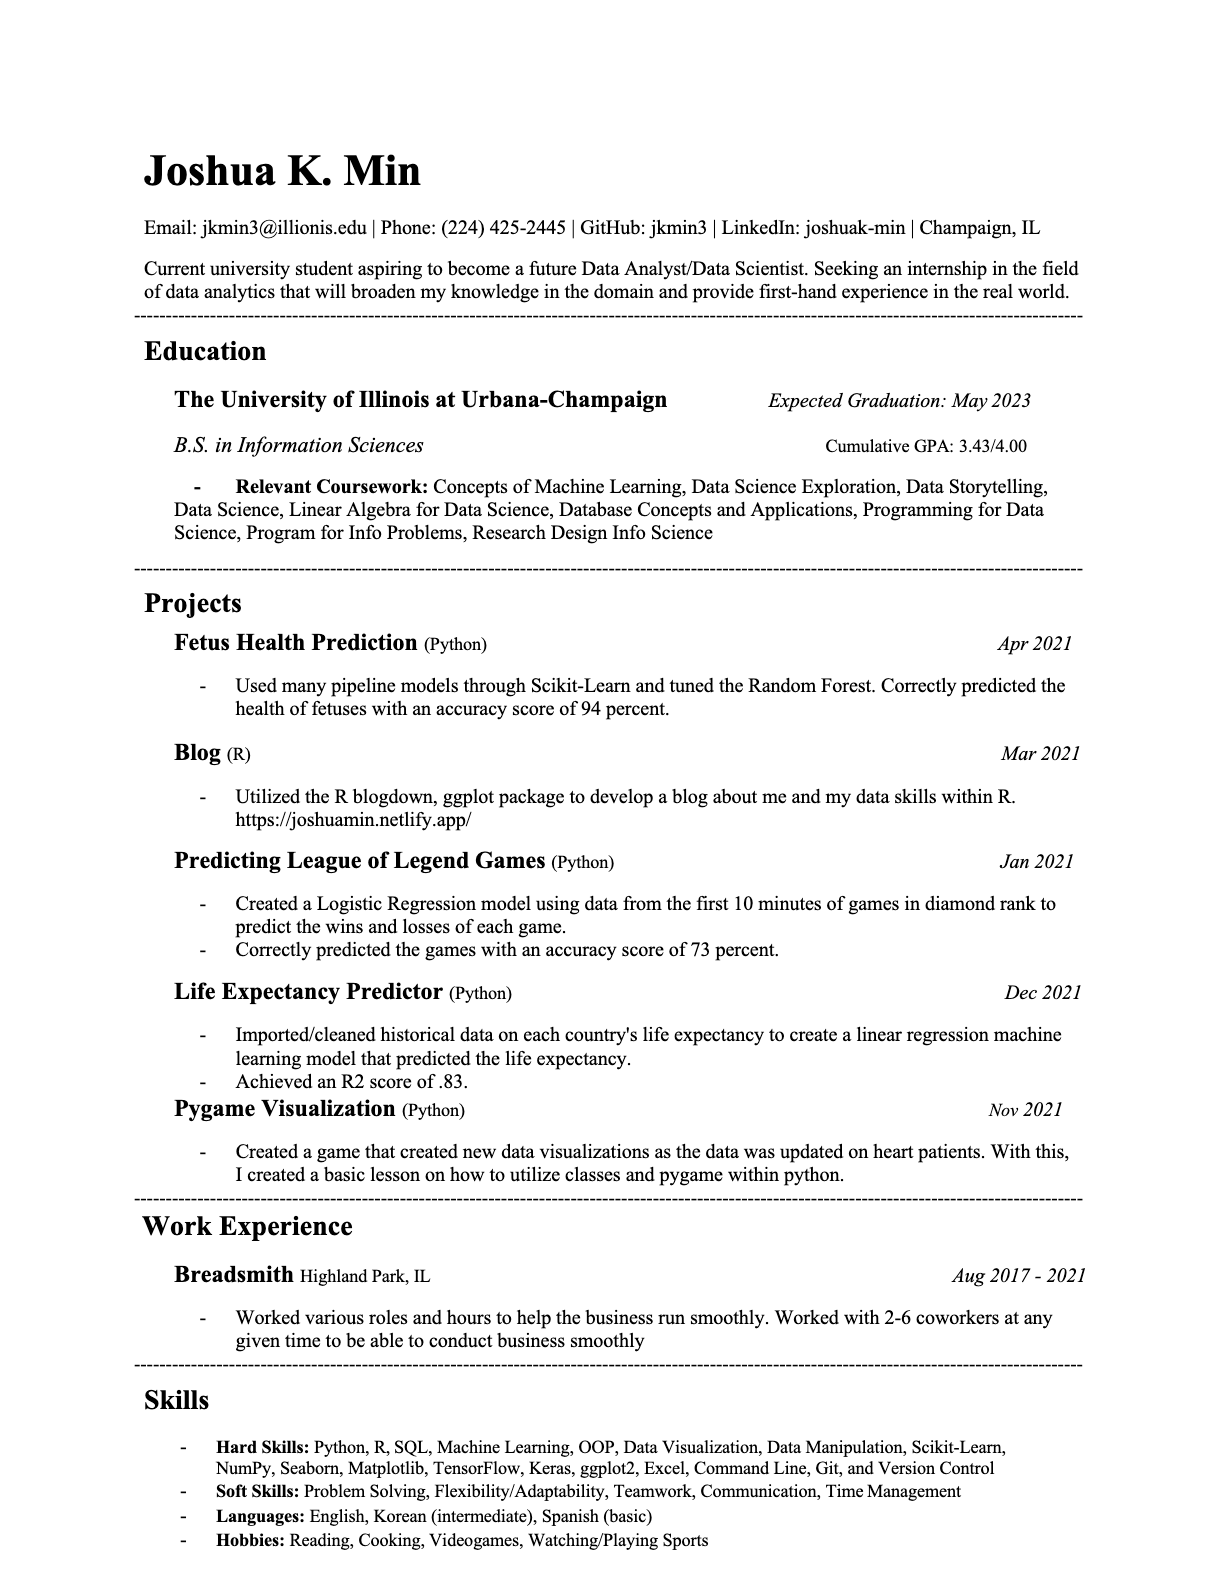 Joshua K. Min
Email: jkmin3@illionis.edu | Phone: (224) 425-2445 | GitHub: jkmin3 | LinkedIn: joshuak-min | Champaign, IL
Current university student aspiring to become a future Data Analyst/Data Scientist. Seeking an internship in the field
of data analytics that will broaden my knowledge in the domain and provide first-hand experience in the real world.
Education
The University of Illinois at Urbana-Champaign Expected Graduation: May 2023
B.S. in Information Sciences Cumulative GPA: 3.43/4.00
- Relevant Coursework: Concepts of Machine Learning, Data Science Exploration, Data Storytelling,
Data Science, Linear Algebra for Data Science, Database Concepts and Applications, Programming for Data
Science, Program for Info Problems, Research Design Info Science
Projects
Fetus Health Prediction (Python) Apr 2021
- Used many pipeline models through Scikit-Learn and tuned the Random Forest. Correctly predicted the
health of fetuses with an accuracy score of 94 percent.
Blog (R) Mar 2021
- Utilized the R blogdown, ggplot package to develop a blog about me and my data skills within R.
https://joshuamin.netlify.app/
Predicting League of Legend Games (Python) Jan 2021
- Created a Logistic Regression model using data from the first 10 minutes of games in diamond rank to
predict the wins and losses of each game.
- Correctly predicted the games with an accuracy score of 73 percent.
Life Expectancy Predictor (Python) Dec 2021
- Imported/cleaned historical data on each country's life expectancy to create a linear regression machine
learning model that predicted the life expectancy.
- Achieved an R2 score of .83.
Pygame Visualization (Python) Nov 2021
- Created a game that created new data visualizations as the data was updated on heart patients. With this,
I created a basic lesson on how to utilize classes and pygame within python.
Work Experience
Breadsmith Highland Park, IL Aug 2017 - 2021
- Worked various roles and hours to help the business run smoothly. Worked with 2-6 coworkers at any
given time to be able to conduct business smoothly
Skills
- Hard Skills: Python, R, SQL, Machine Learning, OOP, Data Visualization, Data Manipulation, Scikit-Learn,
NumPy, Seaborn, Matplotlib, TensorFlow, Keras, ggplot2, Excel, Command Line, Git, and Version Control
- Soft Skills: Problem Solving, Flexibility/Adaptability, Teamwork, Communication, Time Management
- Languages: English, Korean (intermediate), Spanish (basic)
- Hobbies: Reading, Cooking, Videogames, Watching/Playing Sports